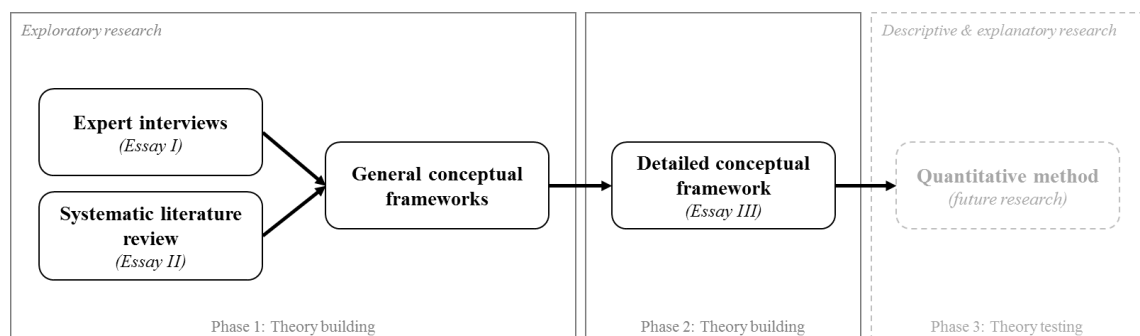 Exploratory research
Expert interviews
(Essay I)
Systematic literature
review
(Essay II)
General conceptual
frameworks
Phase 1: Theory building
Detailed conceptual
framework
(Essay III)
Phase 2: Theory building
Descriptive & explanatory research
Quantitative method
(future research)
Phase 3: Theory testing